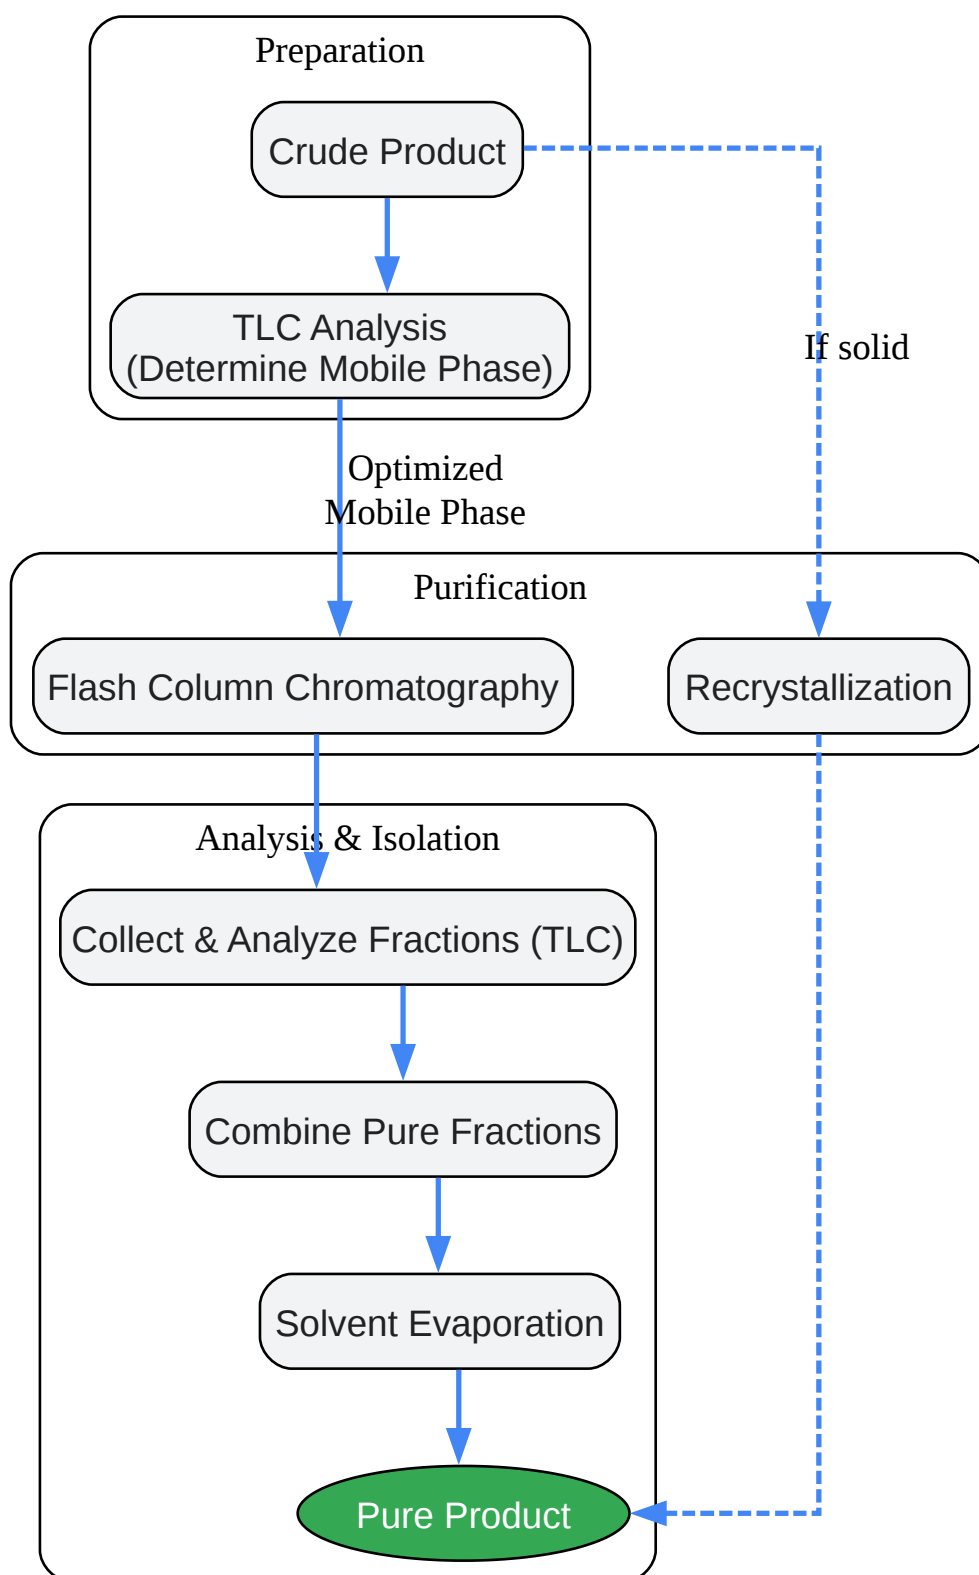 Preparation
Crude Product
TLC Analysis
(Determine Mobile Phase)
If solid
Optimized
Mobile Phase
Purification
Flash Column Chromatography
Recrystallization
Analysis & Isolation
Collect & Analyze Fractions (TLC)
Combine Pure Fractions
Solvent Evaporation
Pure Product